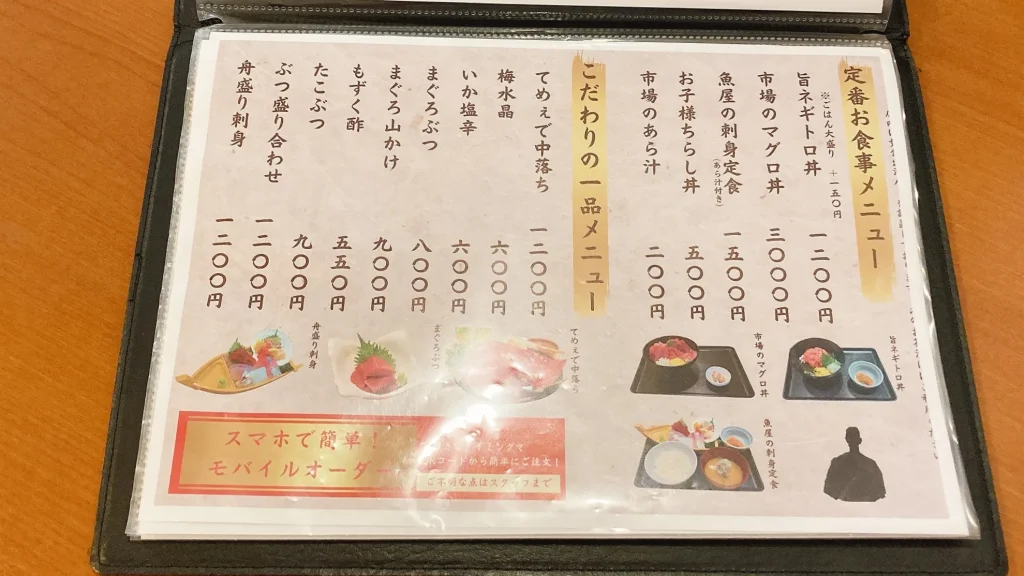 定番お食事メニュー
旨ネギトロ丼 一二〇〇円
※ごはん大盛り +一五〇円
市場のマグロ丼 三〇〇〇円
魚屋の刺身定食(あら汁付き) 一五〇〇円
お子様ちらし丼 五〇〇円
市場のあら汁 二〇〇円
こだわりの一品メニュー
てめぇで中落ち 一二〇〇円
梅水晶 六〇〇円
いか塩辛 六〇〇円
まぐろぶつ 八〇〇円
まぐろ山かけ 九〇〇円
もずく酢 五五〇円
たこぶつ 九〇〇円
ぶつ盛り合わせ 一二〇〇円
舟盛り刺身 一二〇〇円
旨ネギトロ丼
市場のマグロ丼
魚屋の刺身定食
てめぇで中落ち
まぐろぶつ
舟盛り刺身
スマホで簡単!
モバイルオーダー
コードから簡単にご注文!
ご不明な点はスタッフまで